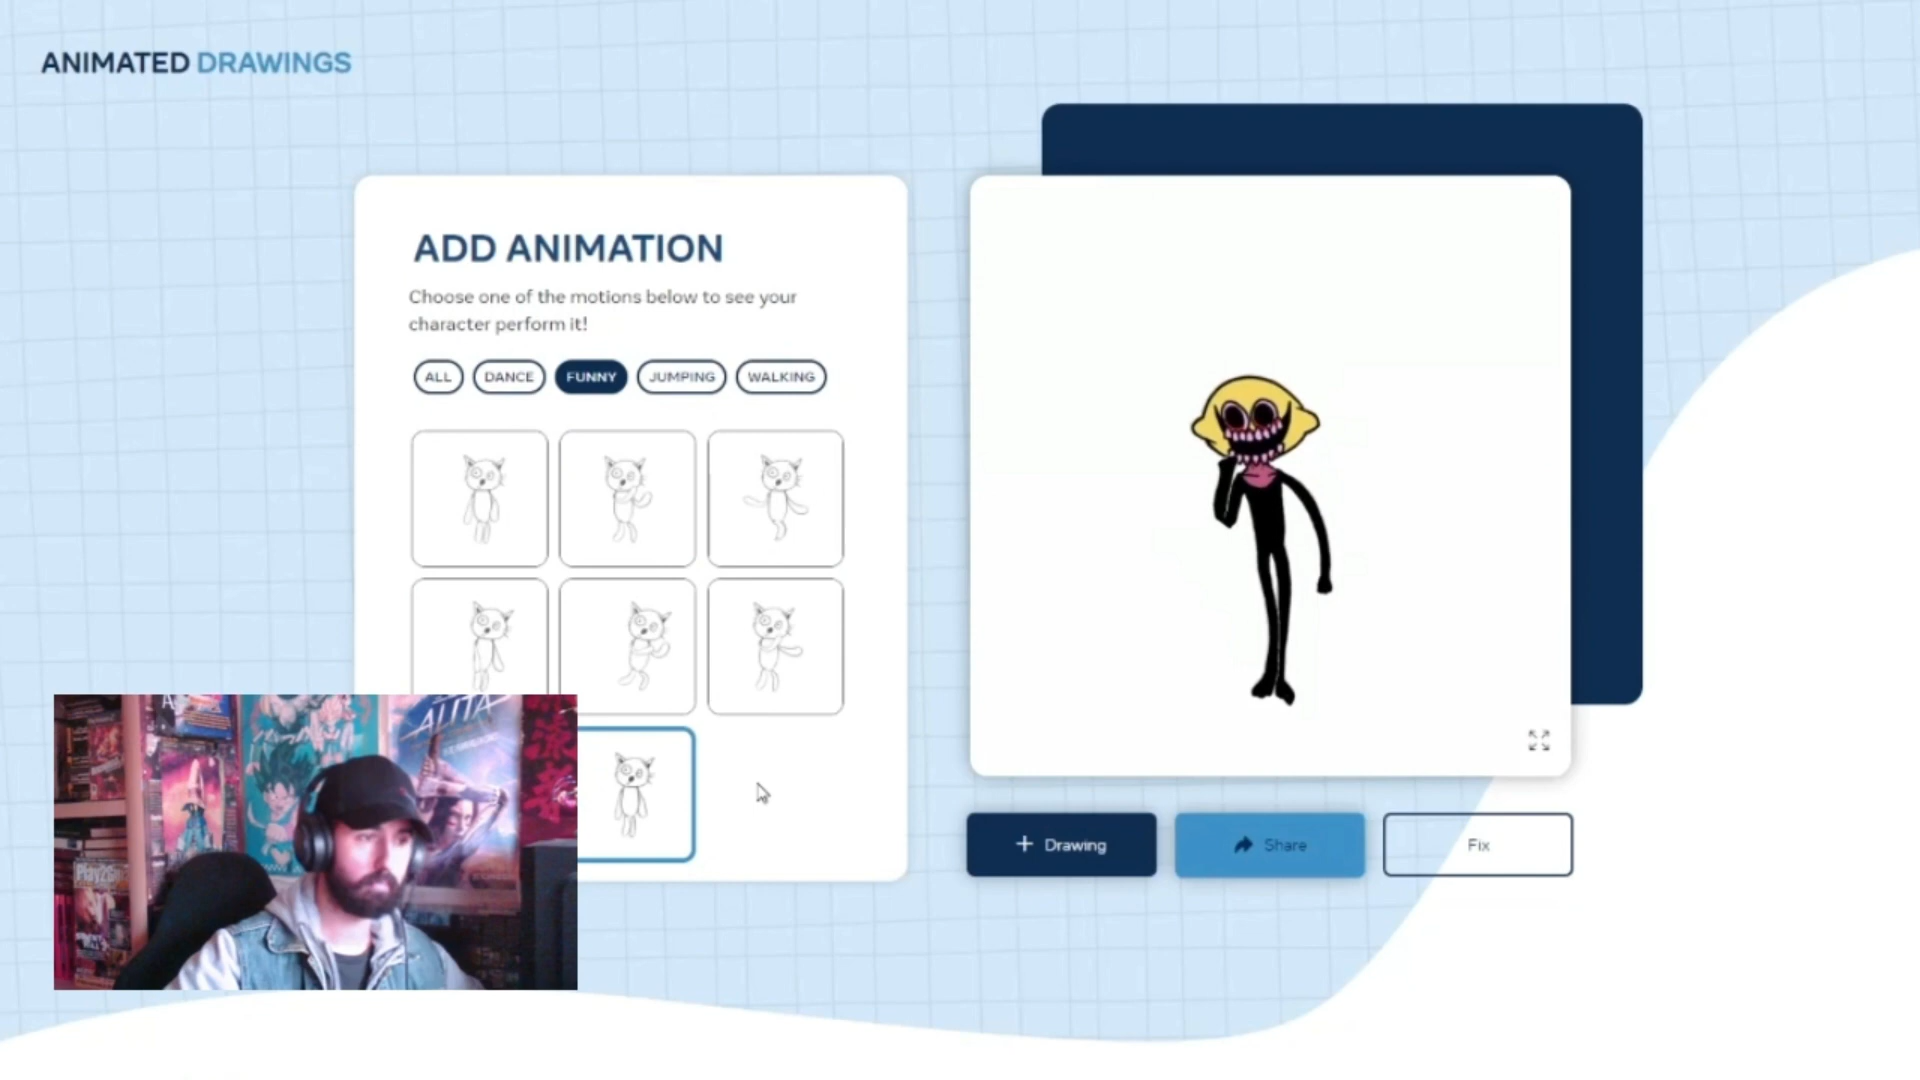 ANIMATED DRAWINGS
ADD ANIMATION
Choose one of the motions below to see your
character perform it!
ALL DANCE FUNNY JUMPING WALKING
ALITA
+ Drawing Share Fix